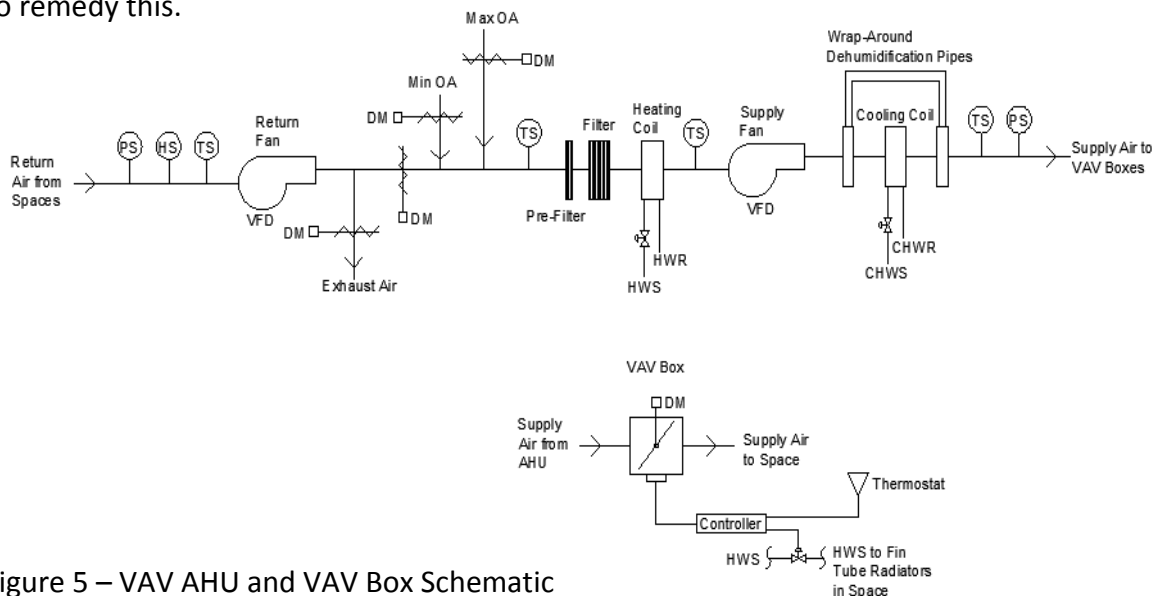 o remedy this.
Max OA
DM
Min OA
DM
Wrap-Around
Dehumidification Pipes
Return
Fan
TS
Filter
Heating
Coil
TS
Supply
Fan
Cooling Coil
TS
PS
PS
HS
TS
Return
Air from
Spaces
Supply Air to
VAV Boxes
VFD
DM
DM
Pre-Filter
VFD
HWR
HWS
CHWR
CHWS
Exhaust Air
VAV Box
DM
Supply
Air from
AHU
Supply Air
to Space
Thermostat
Controller
HWS
HWS to Fin
Tube Radiators
in Space
igure 5 – VAV AHU and VAV Box Schematic